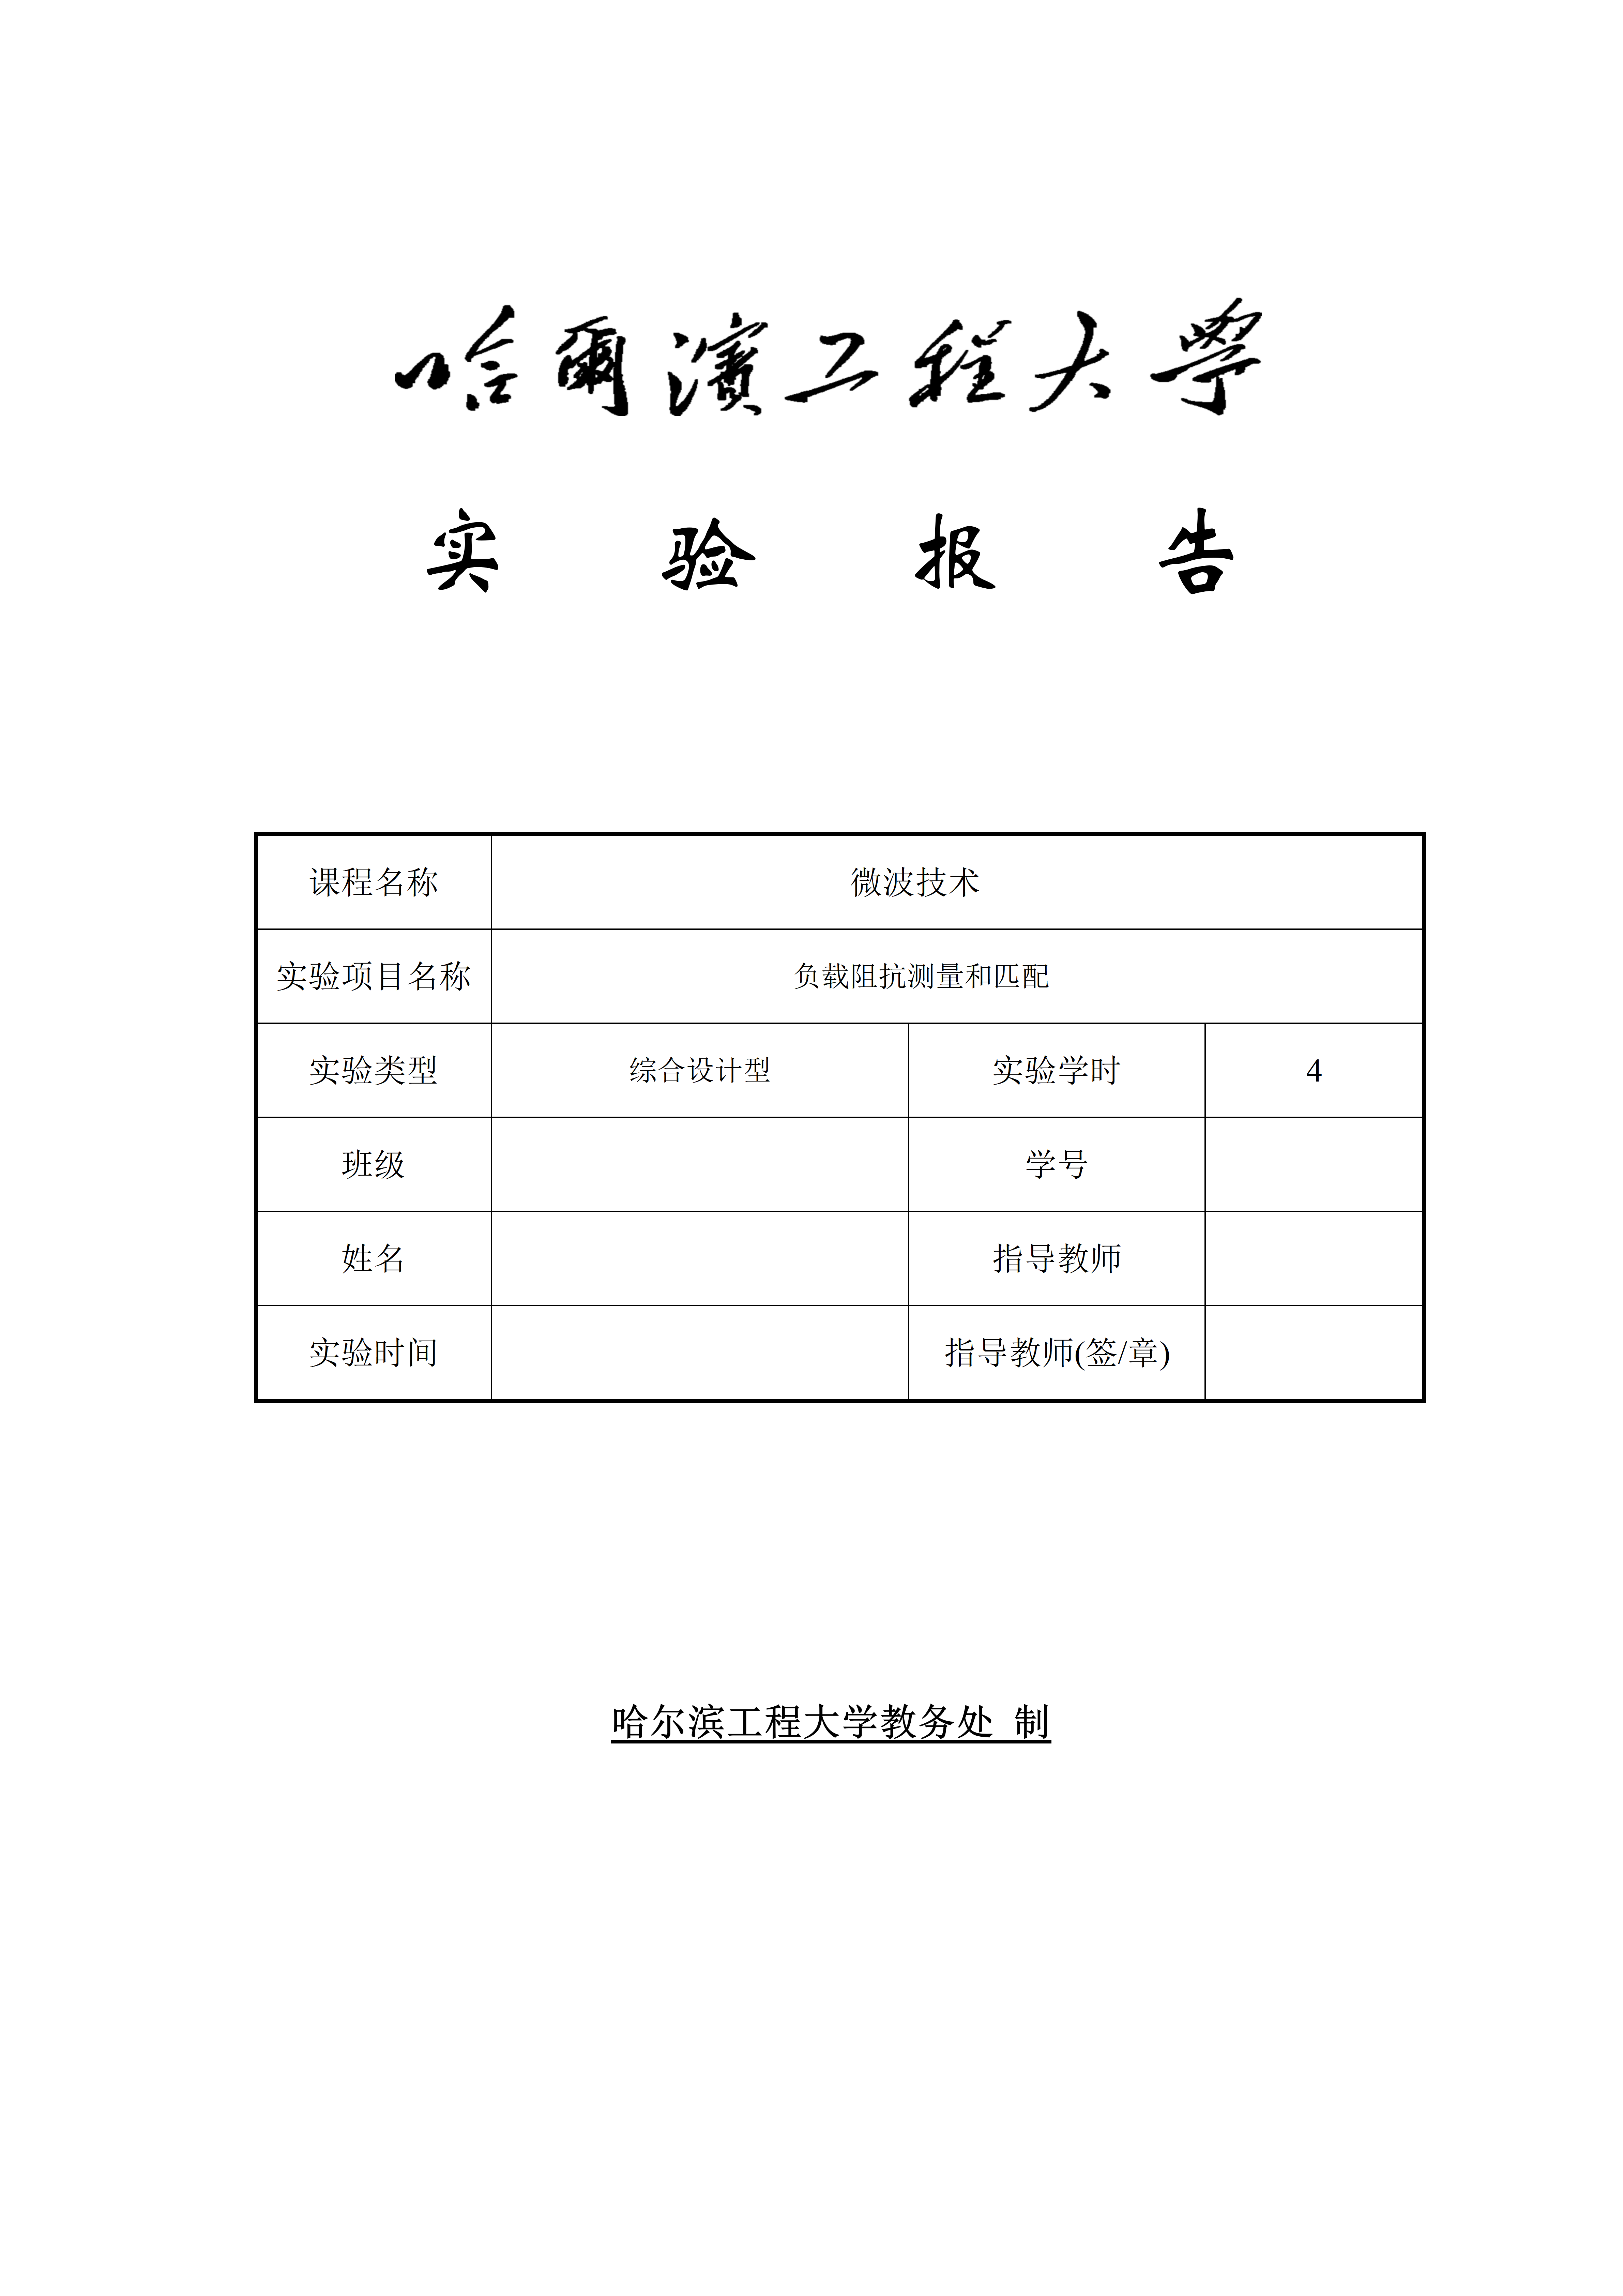 哈爾濱工程大學
实验报告
课程名称 微波技术
实验项目名称 负载阻抗测量和匹配
实验类型 综合设计型 实验学时 4
班级 学号
姓名 指导教师
实验时间 指导教师(签/章)
哈尔滨工程大学教务处 制